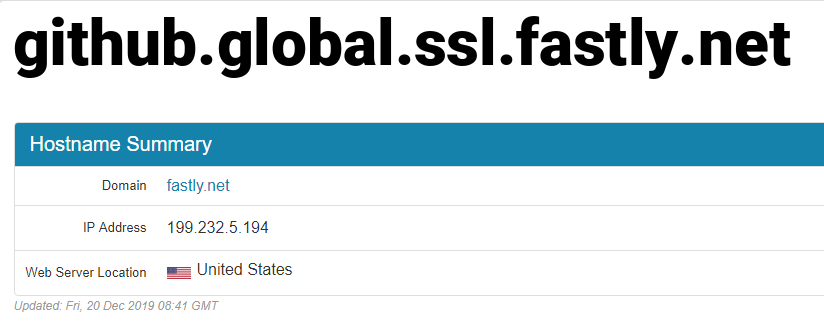 github.global.ssl.fastly.net
Hostname Summary
Domain fastly.net
IP Address 199.232.5.194
Web Server Location United States
Updated: Fri, 20 Dec 2019 08:41 GMT